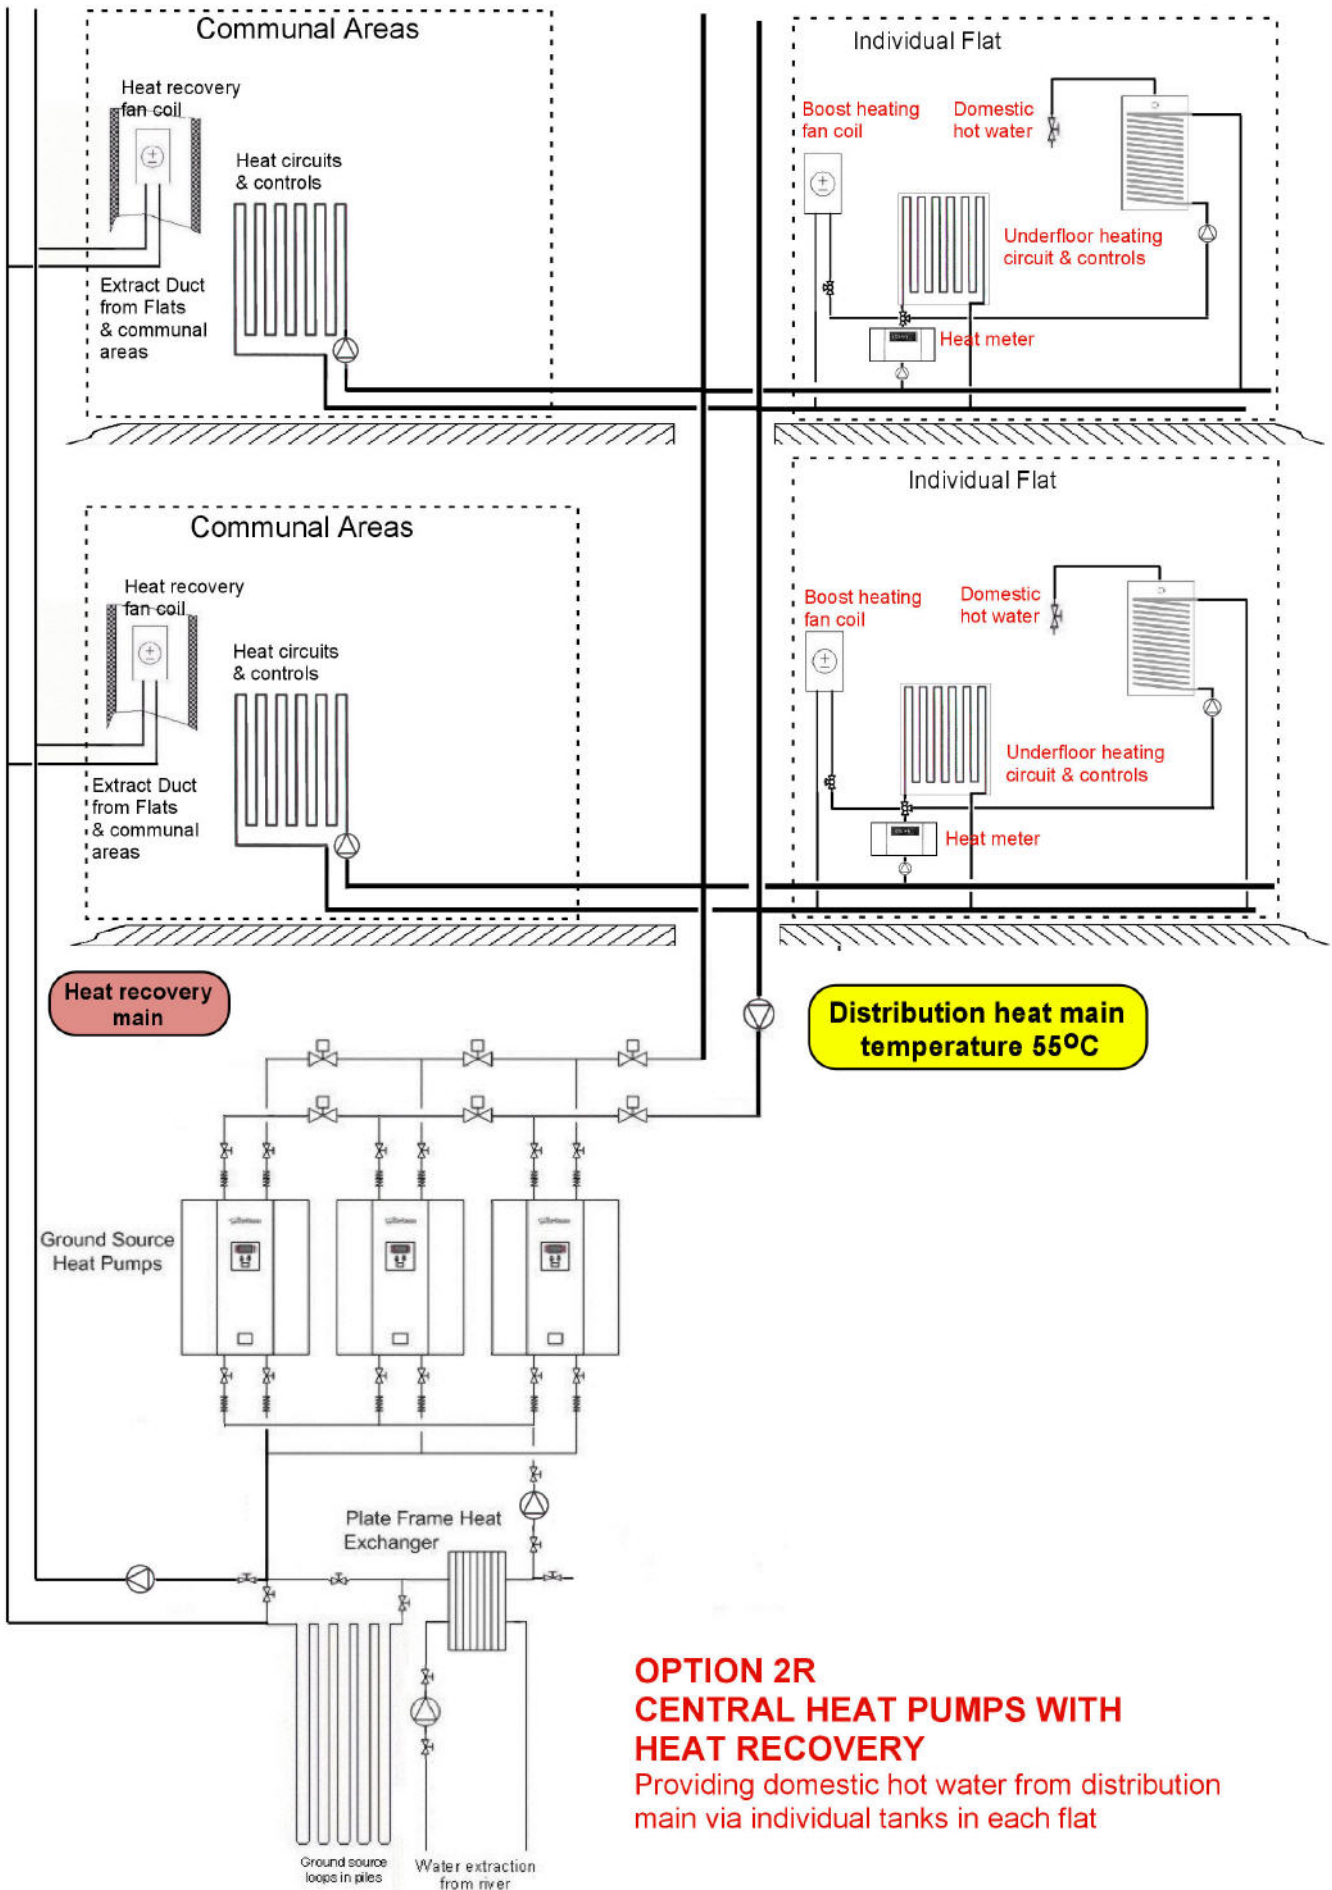 Communal Areas
Heat recovery
fan coil
Heat circuits
& controls
Extract Duct
from Flats
& communal
areas
Individual Flat
Boost heating
fan coil
Domestic
hot water
Underfloor heating
circuit & controls
Heat meter
Communal Areas
Heat recovery
fan coil
Heat circuits
& controls
Extract Duct
from Flats
& communal
areas
Individual Flat
Boost heating
fan coil
Domestic
hot water
Underfloor heating
circuit & controls
Heat meter
Heat recovery
main
Distribution heat main
temperature 55°C
Ground Source
Heat Pumps
Plate Frame Heat
Exchanger
Ground source
loops in piles
Water extraction
from river
OPTION 2R
CENTRAL HEAT PUMPS WITH
HEAT RECOVERY
Providing domestic hot water from distribution
main via individual tanks in each flat